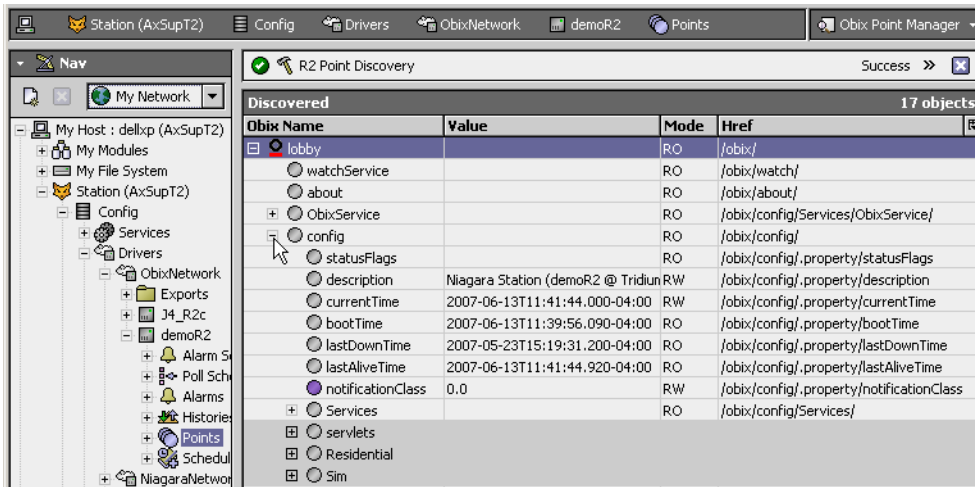 Station (AxSupT2) Config Drivers ObixNetwork demoR2 Points Obix Point Manager
Nav
My Network
My Host : dellxp (AxSupT2)
My Modules
My File System
Station (AxSupT2)
Config
Services
Drivers
ObixNetwork
Exports
J4_R2c
demoR2
Alarm S
Poll Sch
Alarms
Histories
Points
Schedul
NiagaraNetwor
R2 Point Discovery Success »
Discovered 17 objects
Obix Name Value Mode Href
lobby RO /obix/
watchService RO /obix/watch/
about RO /obix/about/
ObixService RO /obix/config/Services/ObixService/
config RO /obix/config/
statusFlags RO /obix/config/.property/statusFlags
description Niagara Station (demoR2 @ Tridium RW /obix/config/.property/description
currentTime 2007-06-13T11:41:44.000-04:00 RW /obix/config/.property/currentTime
bootTime 2007-06-13T11:39:56.090-04:00 RO /obix/config/.property/bootTime
lastDownTime 2007-05-23T15:19:31.200-04:00 RO /obix/config/.property/lastDownTime
lastAliveTime 2007-06-13T11:41:44.920-04:00 RO /obix/config/.property/lastAliveTime
notificationClass 0.0 RW /obix/config/.property/notificationClass
Services RO /obix/config/Services/
servlets
Residential
Sim